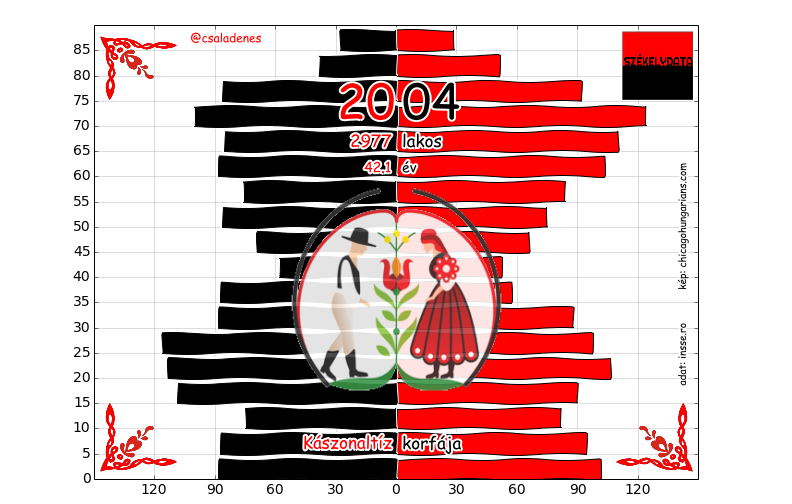 @csaladenes
SZÉKELYDATA
2004
2977 lakos
42.1 év
kép: chicagohungarians.com
adat: insse.ro
Kászonaltíz korfája
85
80
75
70
65
60
55
50
45
40
35
30
25
20
15
10
5
0
120 90 60 30 0 30 60 90 120